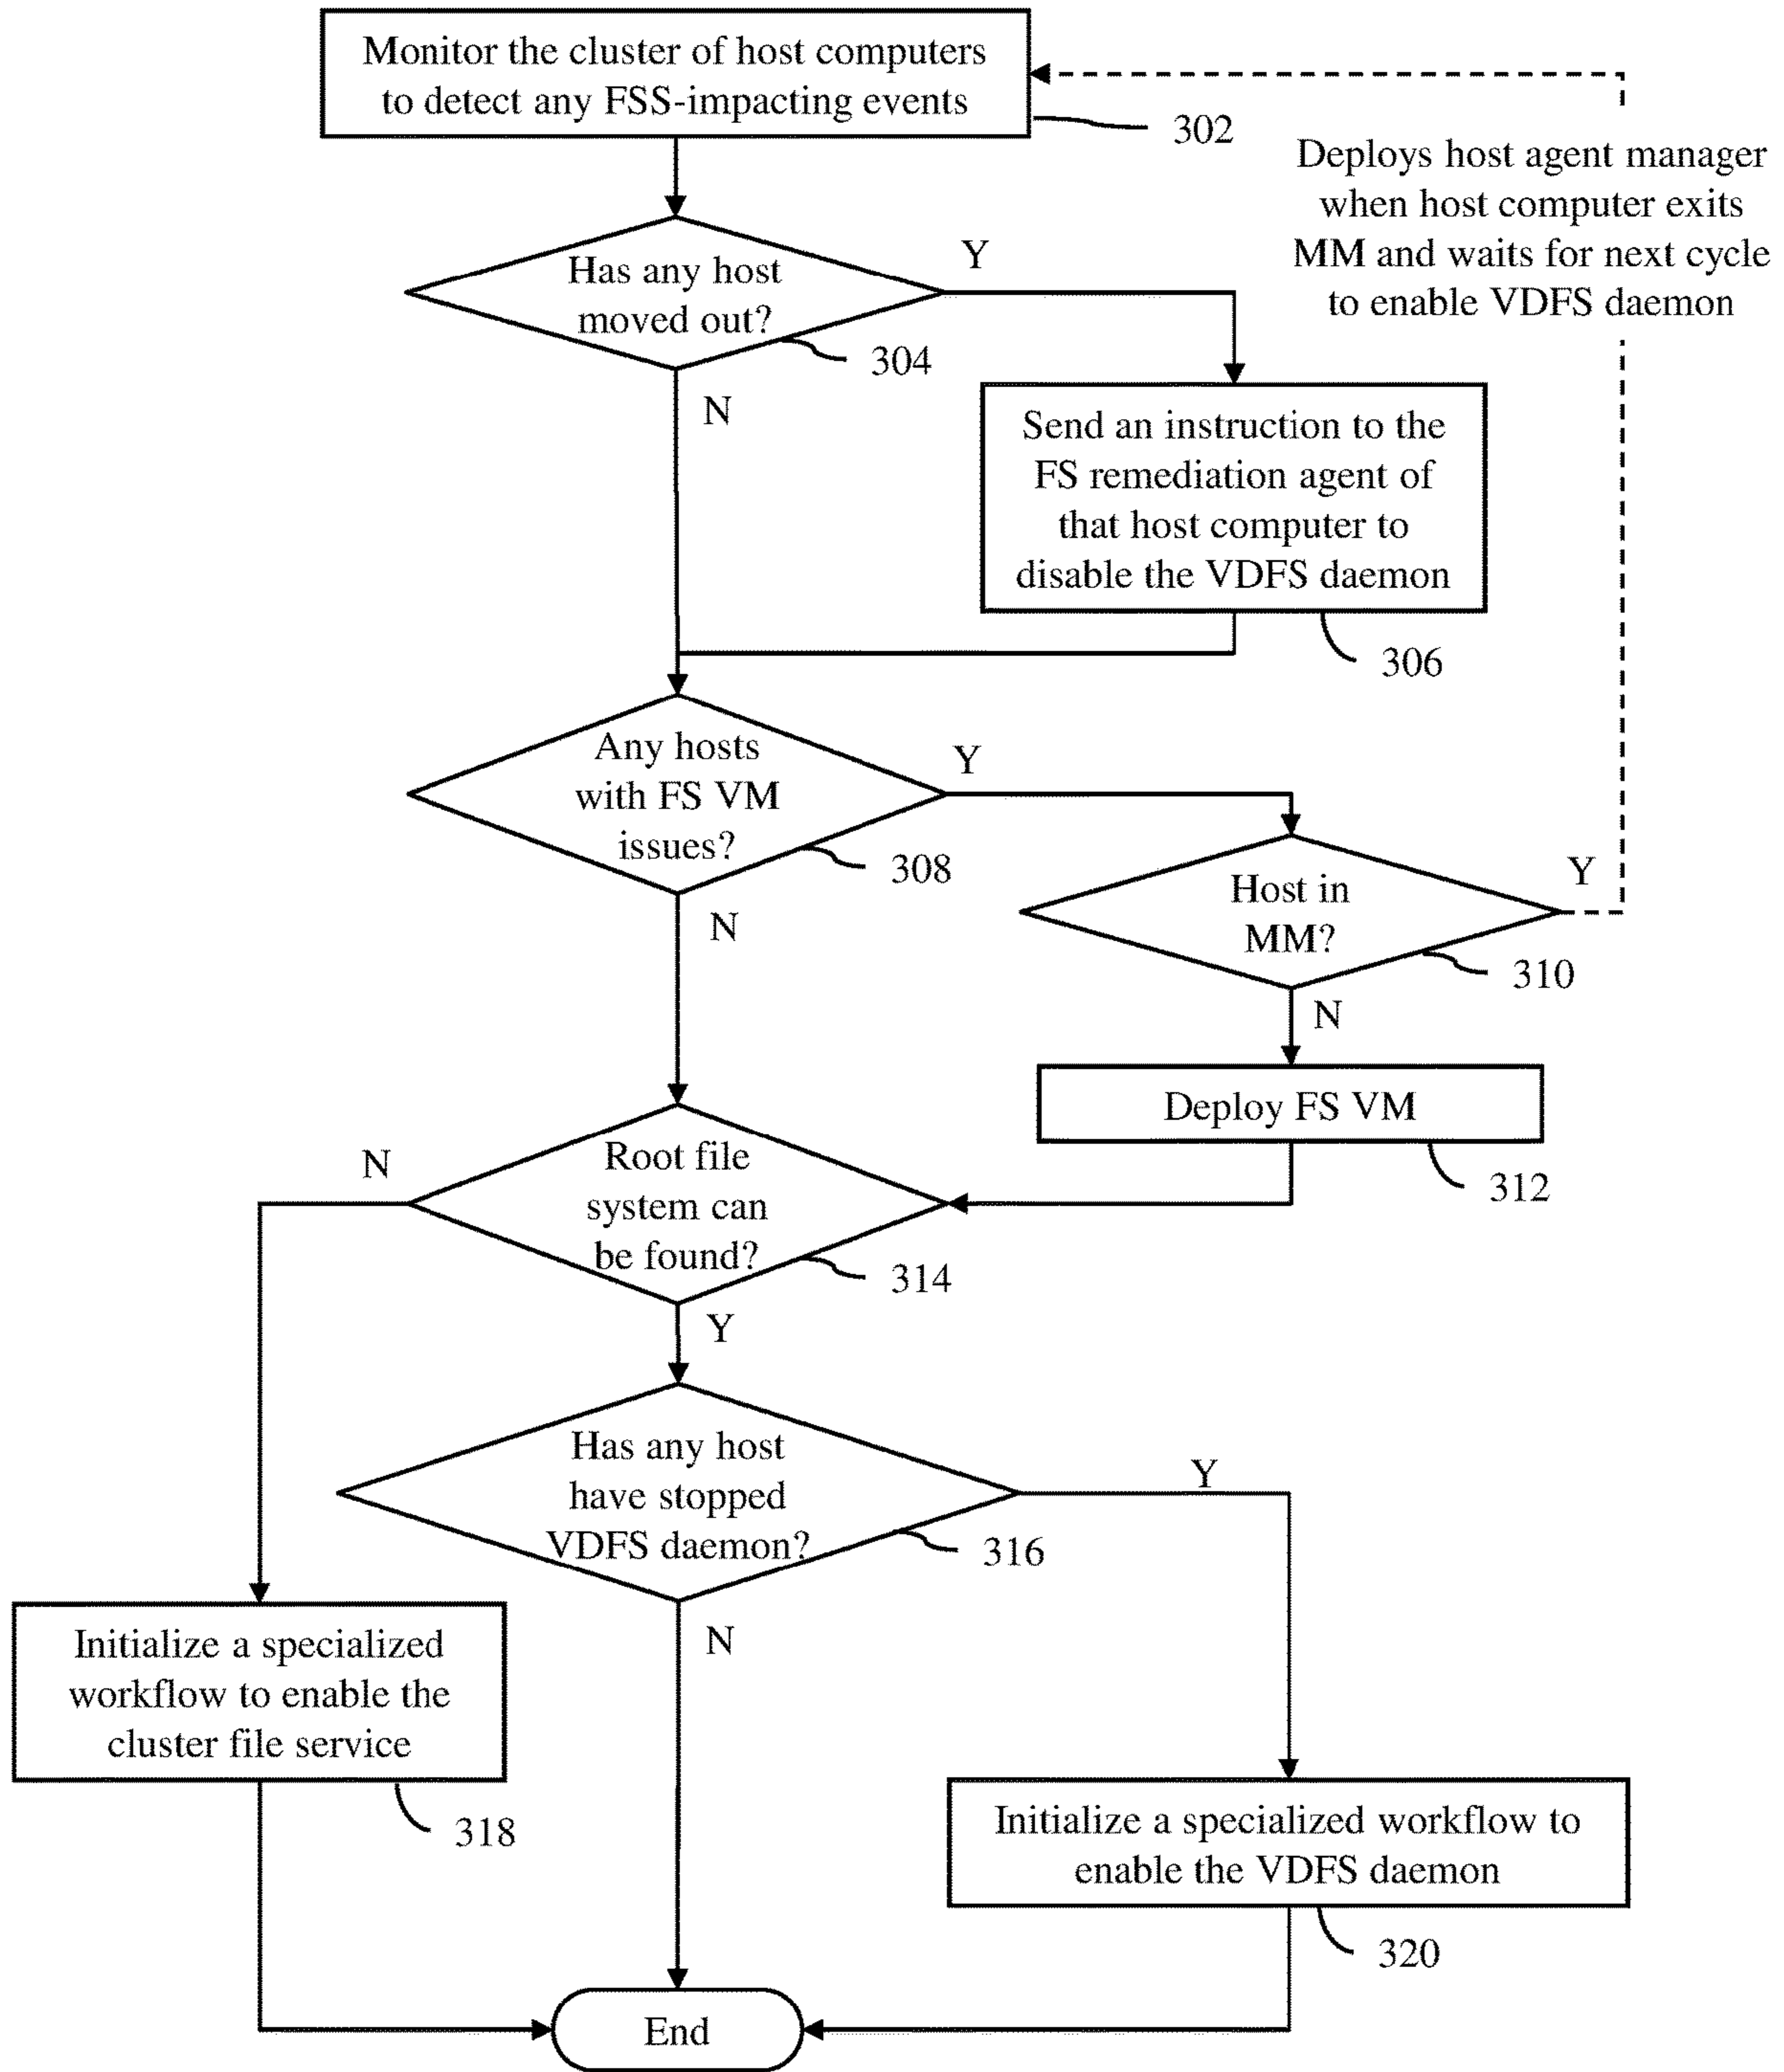 Monitor the cluster of host computers
to detect any FSS-impacting events
302
Deploys host agent manager
when host computer exits
MM and waits for next cycle
to enable VDFS daemon
Has any host
moved out?
304
Y
N
Send an instruction to the
FS remediation agent of
that host computer to
disable the VDFS daemon
306
Any hosts
with FS VM
issues?
308
Y
N
Host in
MM?
310
Y
N
Deploy FS VM
312
Root file
system can
be found?
314
N
Y
Has any host
have stopped
VDFS daemon?
316
Y
N
Initialize a specialized
workflow to enable the
cluster file service
318
Initialize a specialized workflow to
enable the VDFS daemon
320
End